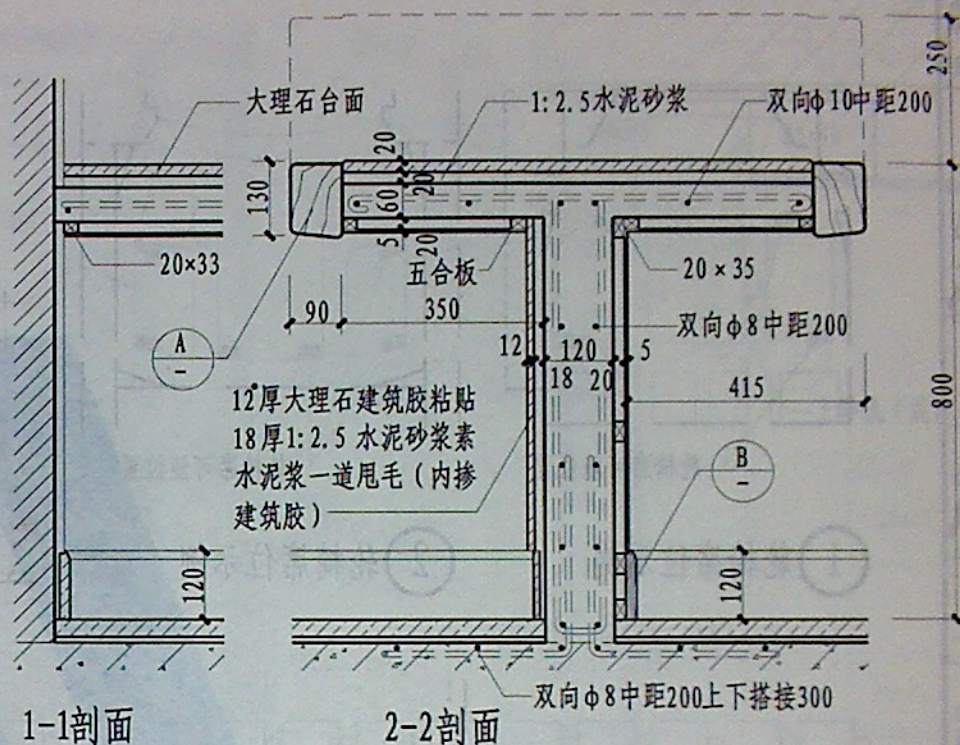 250
大理石台面
1:2.5水泥砂浆
双向φ10中距200
20
130
60
20
5
20
20×33
五合板
20×35
90
350
双向φ8中距200
A
-
12
120
5
18
20
415
800
12厚大理石建筑胶粘贴
18厚1:2.5 水泥砂浆素
水泥浆一道甩毛(内掺
建筑胶)
B
-
120
120
双向φ8中距200上下搭接300
1-1剖面
2-2剖面